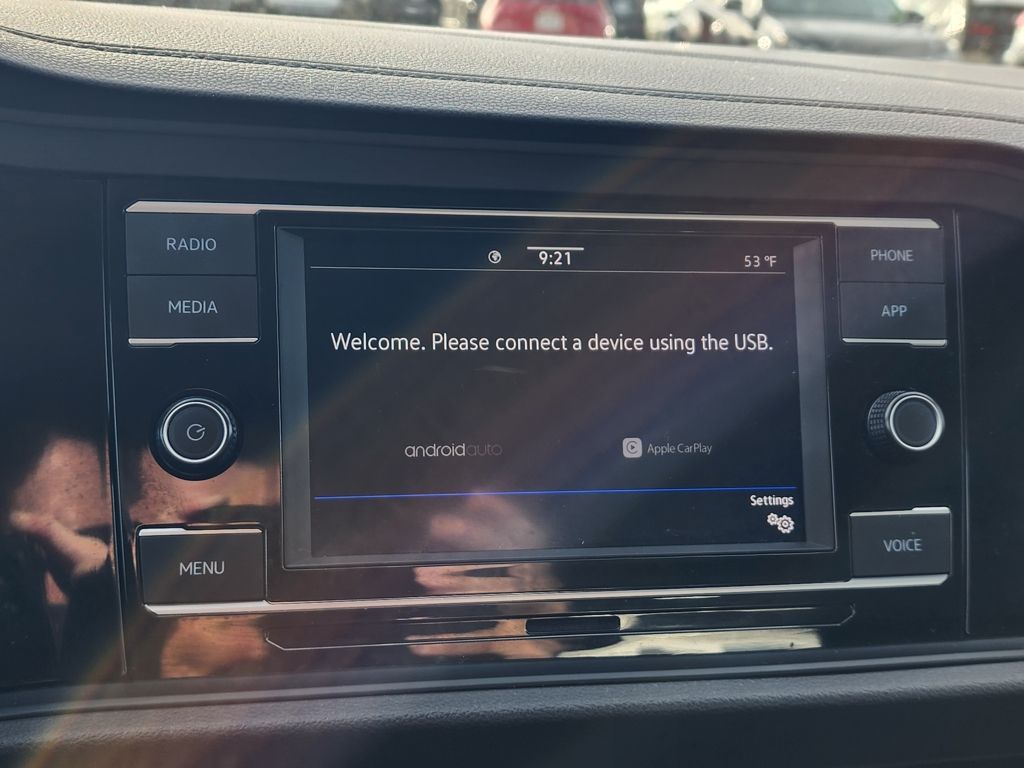 RADIO
MEDIA
9:21
53 °F
PHONE
APP
Welcome. Please connect a device using the USB.
androidauto
Apple CarPlay
Settings
MENU
VOICE